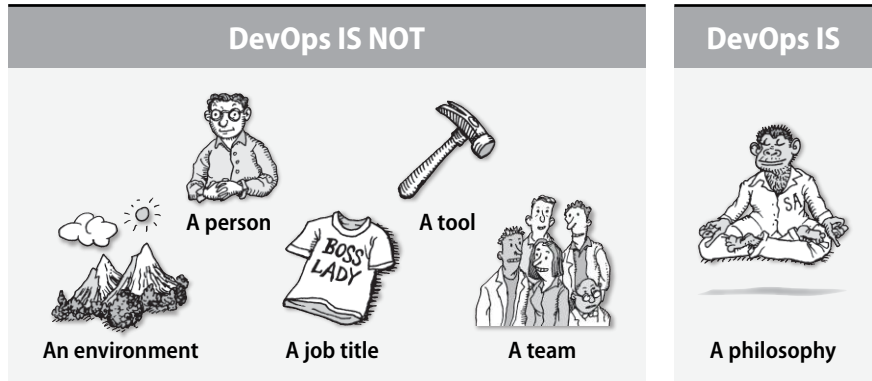 DevOps IS NOT
DevOps IS
A person
A tool
BOSS
LADY
SA
An environment
A job title
A team
A philosophy